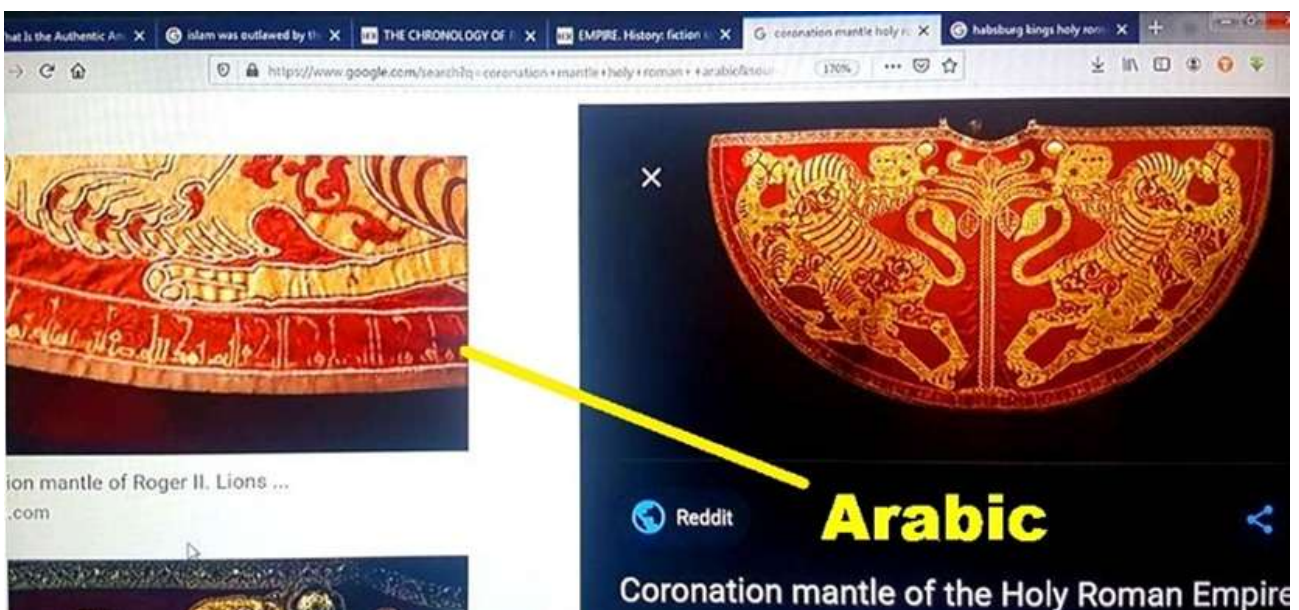 hat Is the Authentic An
islam was outlawed by th
THE CHRONOLOGY OF
EMPIRE. History: fiction
coronation mantle holy ro
habsburg kings holy rom
https://www.google.com/search?q=coronation+mantle+holy+roman+
170%
ion mantle of Roger II. Lions ...
.com
Reddit
Arabic
Coronation mantle of the Holy Roman Empire